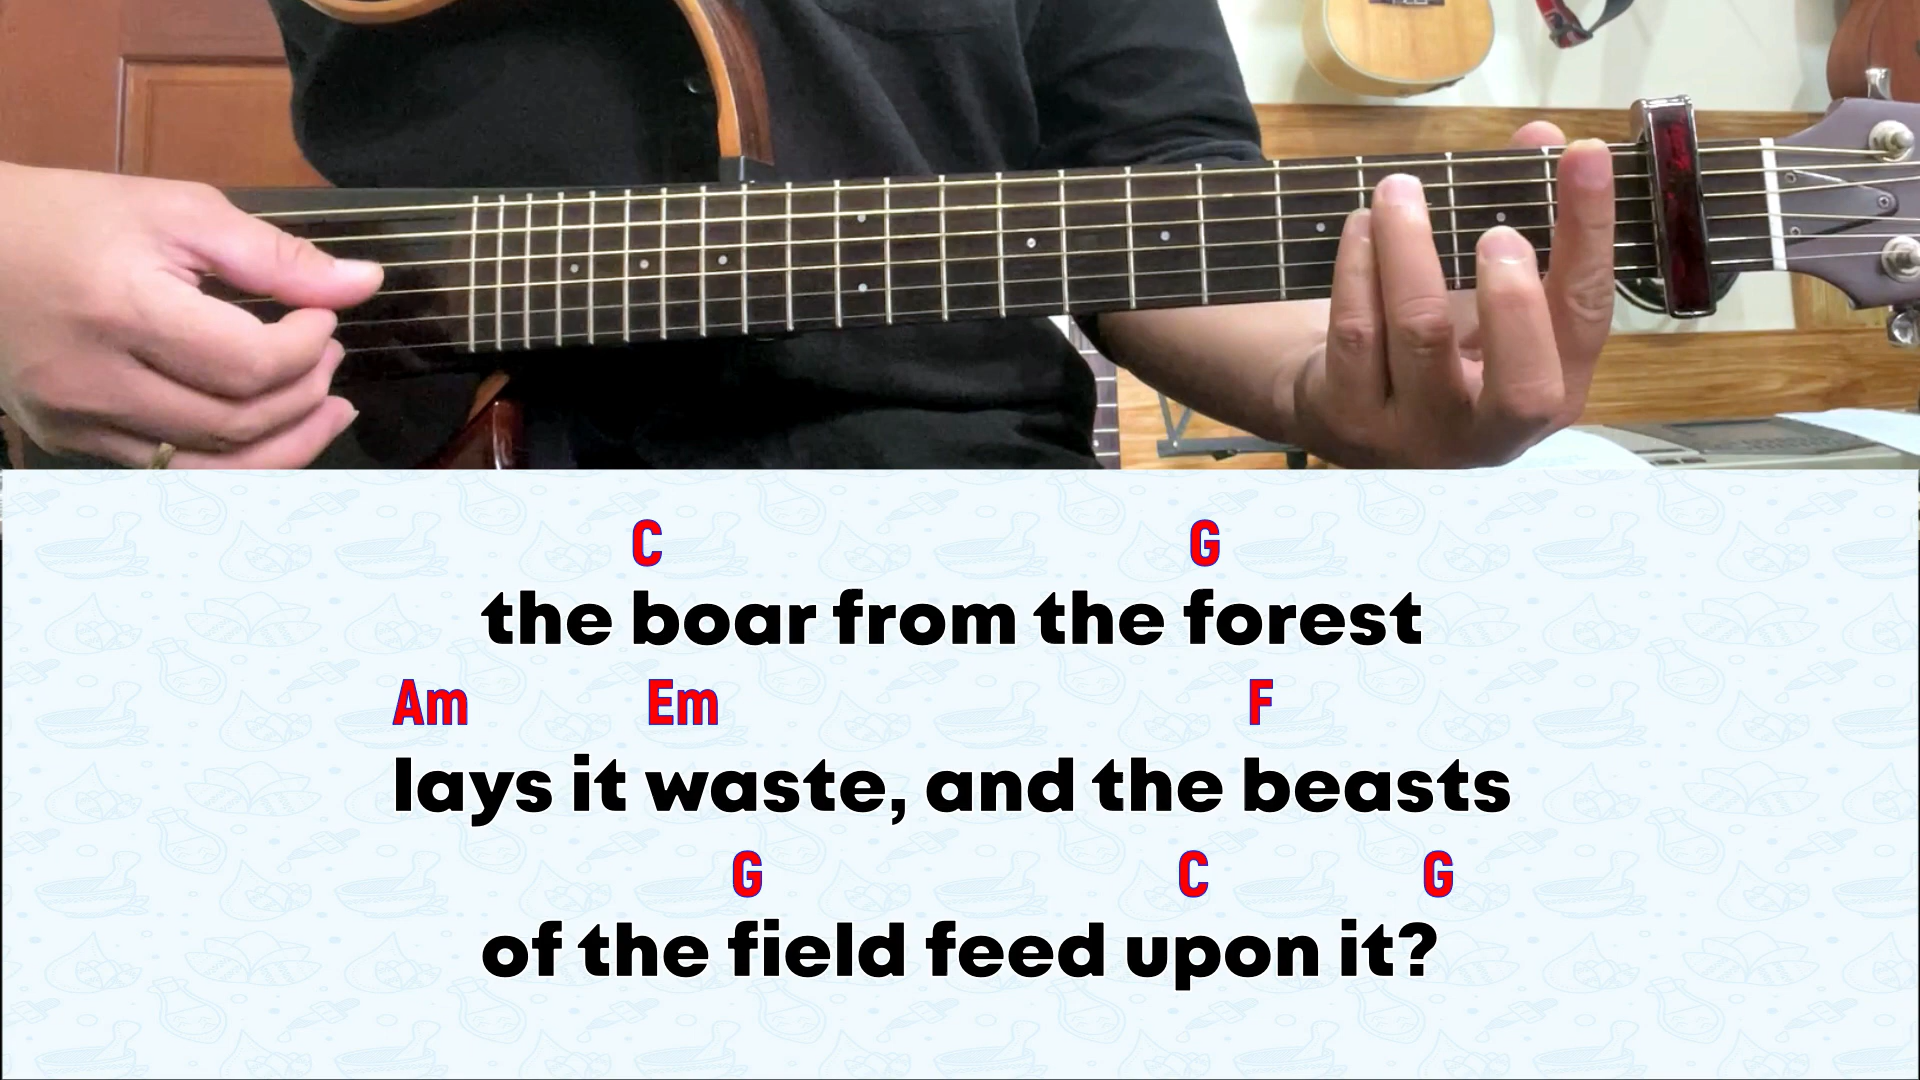 C G
the boar from the forest
Am Em F
lays it waste, and the beasts
G C G
of the field feed upon it?